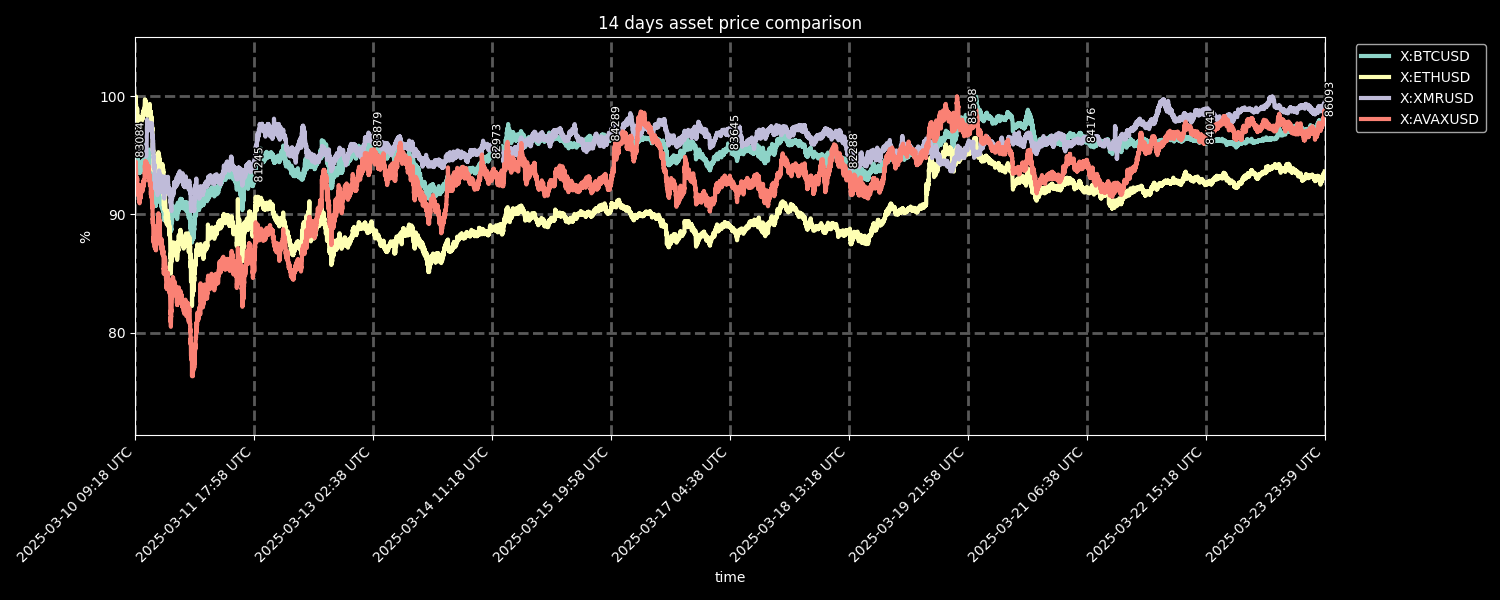 14 days asset price comparison
X:BTCUSD
X:ETHUSD
X:XMRUSD
X:AVAXUSD
100
90
80
%
83084
81245
83879
82973
84289
83645
82288
85598
84176
84041
86093
2025-03-10 09:18 UTC
2025-03-11 17:58 UTC
2025-03-13 02:38 UTC
2025-03-14 11:18 UTC
2025-03-15 19:58 UTC
2025-03-17 04:38 UTC
2025-03-18 13:18 UTC
2025-03-19 21:58 UTC
2025-03-21 06:38 UTC
2025-03-22 15:18 UTC
2025-03-23 23:59 UTC
time